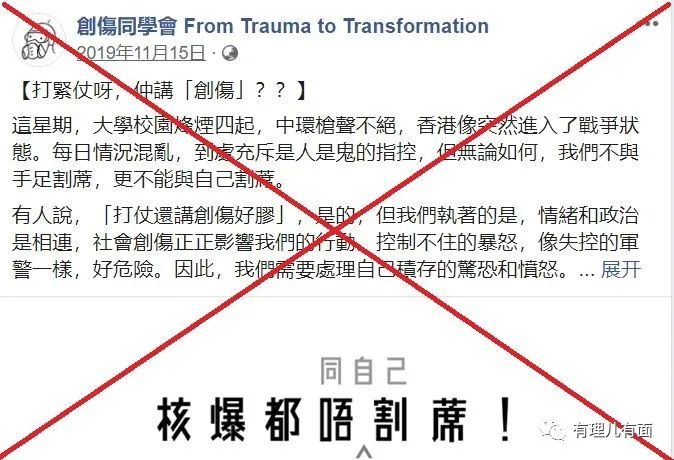 創傷同學會 From Trauma to Transformation
2019年11月15日
【打緊仗呀，仲講「創傷」？？】
這星期，大學校園烽煙四起，中環槍聲不絕，香港像突然進入了戰爭狀
態。每日情況混亂，到處充斥是人是鬼的指控，但無論如何，我們不與
手足割蓆，更不能與自己割蓆。
有人說，「打仗還講創傷好膠」，是的，但我們執著的是，情緒和政治
是相連，社會創傷正正影響我們的行動。控制不住的暴怒，像失控的軍
警一樣，好危險。因此，我們需要處理自己積存的驚恐和憤怒。... 展开
同自己
核爆都唔割蓆！
有理儿有面